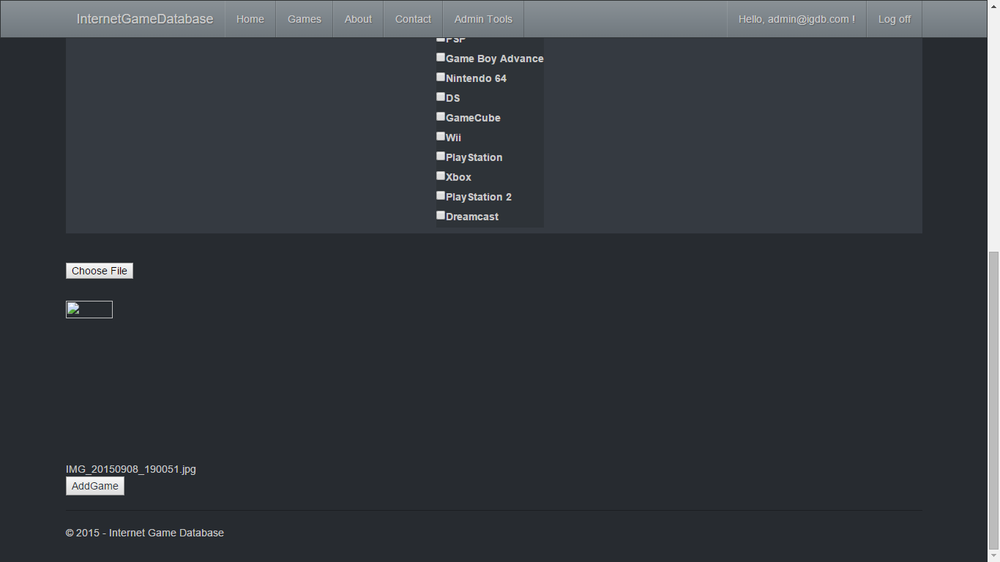 InternetGameDatabase Home Games About Contact Admin Tools Hello, admin@igdb.com ! Log off
PSP
Game Boy Advance
Nintendo 64
DS
GameCube
Wii
PlayStation
Xbox
PlayStation 2
Dreamcast
Choose File
IMG_20150908_190051.jpg
AddGame
© 2015 - Internet Game Database